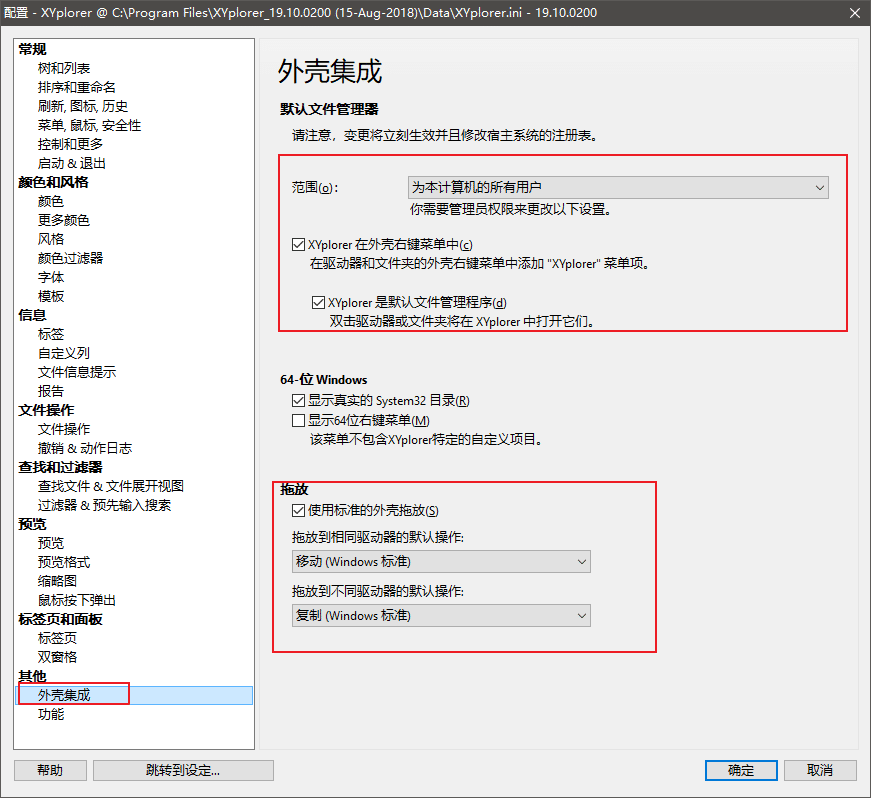 配置 - XYplorer @ C:\Program Files\XYplorer_19.10.0200 (15-Aug-2018)\Data\XYplorer.ini - 19.10.0200
常规
树和列表
排序和重命名
刷新, 图标, 历史
菜单, 鼠标, 安全性
控制和更多
启动 & 退出
颜色和风格
颜色
更多颜色
风格
颜色过滤器
字体
模板
信息
标签
自定义列
文件信息提示
报告
文件操作
文件操作
撤销 & 动作日志
查找和过滤器
查找文件 & 文件展开视图
过滤器 & 预先输入搜索
预览
预览
预览格式
缩略图
鼠标按下弹出
标签页和面板
标签页
双窗格
其他
外壳集成
功能
外壳集成
默认文件管理器
请注意，变更将立刻生效并且修改宿主系统的注册表。
范围(o):
为本计算机的所有用户
你需要管理员权限来更改以下设置。
XYplorer 在外壳右键菜单中(c)
在驱动器和文件夹的外壳右键菜单中添加 "XYplorer" 菜单项。
XYplorer 是默认文件管理程序(d)
双击驱动器或文件夹将在 XYplorer 中打开它们。
64-位 Windows
显示真实的 System32 目录(R)
显示64位右键菜单(M)
该菜单不包含XYplorer特定的自定义项目。
拖放
使用标准的外壳拖放(S)
拖放到相同驱动器的默认操作:
移动 (Windows 标准)
拖放到不同驱动器的默认操作:
复制 (Windows 标准)
帮助
跳转到设定...
确定
取消